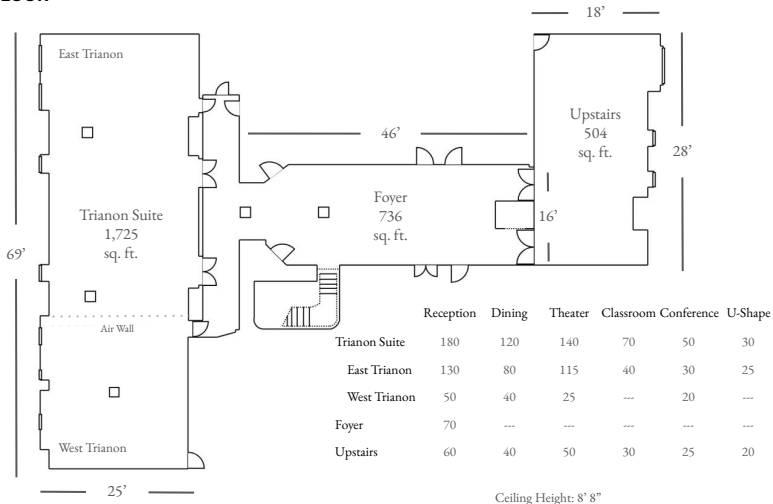 18’
East Trianon
46’
Upstairs
504
sq. ft.
28’
Foyer
736
sq. ft.
16’
Trianon Suite
1,725
sq. ft.
69’
Air Wall
West Trianon
25’
Reception Dining Theater Classroom Conference U-Shape
Trianon Suite 180 120 140 70 50 30
East Trianon 130 80 115 40 30 25
West Trianon 50 40 25 --- 20 ---
Foyer 70 --- --- --- --- ---
Upstairs 60 40 50 30 25 20
Ceiling Height: 8’ 8”